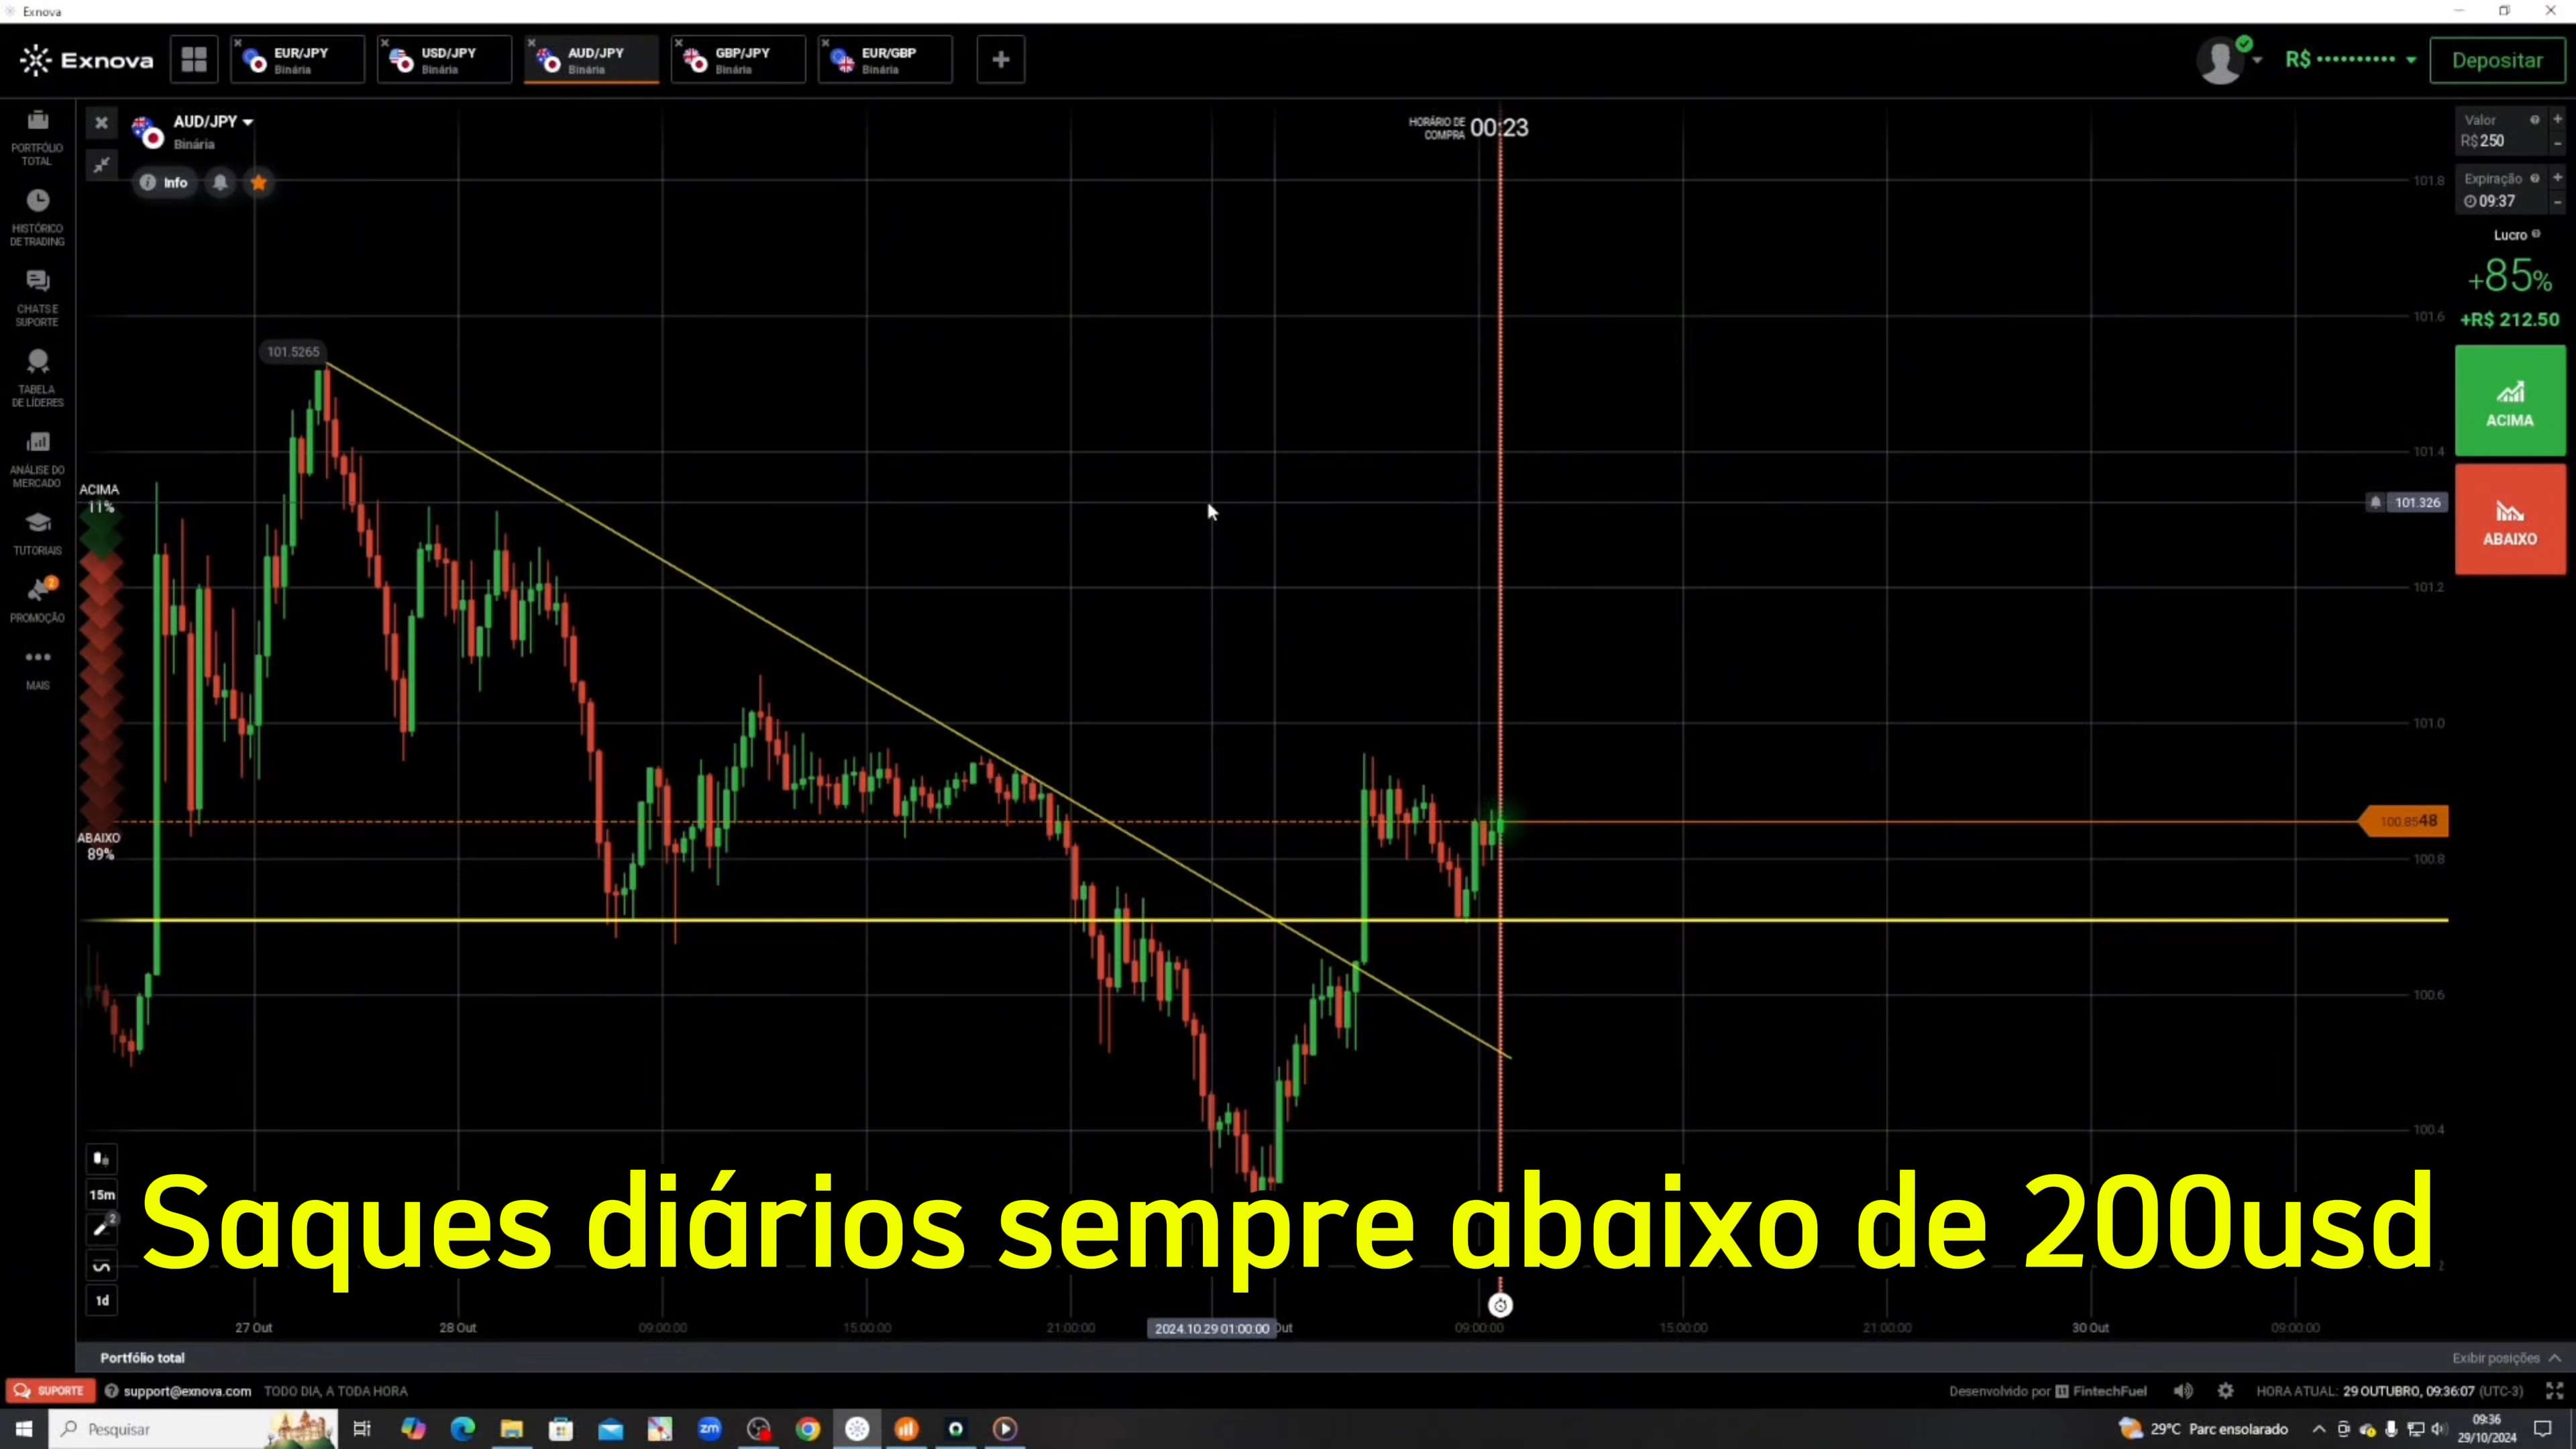 Exnova
Exnova
EUR/JPY
Binária
USD/JPY
Binária
AUD/JPY
Binária
GBP/JPY
Binária
EUR/GBP
Binária
R$ ••••••••••
Depositar
PORTFÓLIO
TOTAL
HISTÓRICO
DE TRADING
CHATS E
SUPORTE
TABELA
DE LÍDERES
ANÁLISE DO
MERCADO
TUTORIAIS
2
PROMOÇÃO
MAIS
AUD/JPY
Binária
Info
HORÁRIO DE
COMPRA
00:23
Valor
R$ 250
Expiração
09:37
Lucro
+85%
+R$ 212.50
ACIMA
ABAIXO
101.8
101.6
101.4
101.326
101.2
101.0
100.8548
100.8
100.6
100.4
101.5265
ACIMA
11%
ABAIXO
89%
15m
2
1d
Saques diários sempre abaixo de 200usd
27 Out
28 Out
09:00:00
15:00:00
21:00:00
2024.10.29 01:00:00
Out
09:00:00
15:00:00
21:00:00
30 Out
09:00:00
Portfólio total
Exibir posições
SUPORTE
support@exnova.com
TODO DIA, A TODA HORA
Desenvolvido por FintechFuel
HORA ATUAL: 29 OUTUBRO, 09:36:07 (UTC-3)
Pesquisar
zm
29°C Parc ensolarado
09:36
29/10/2024